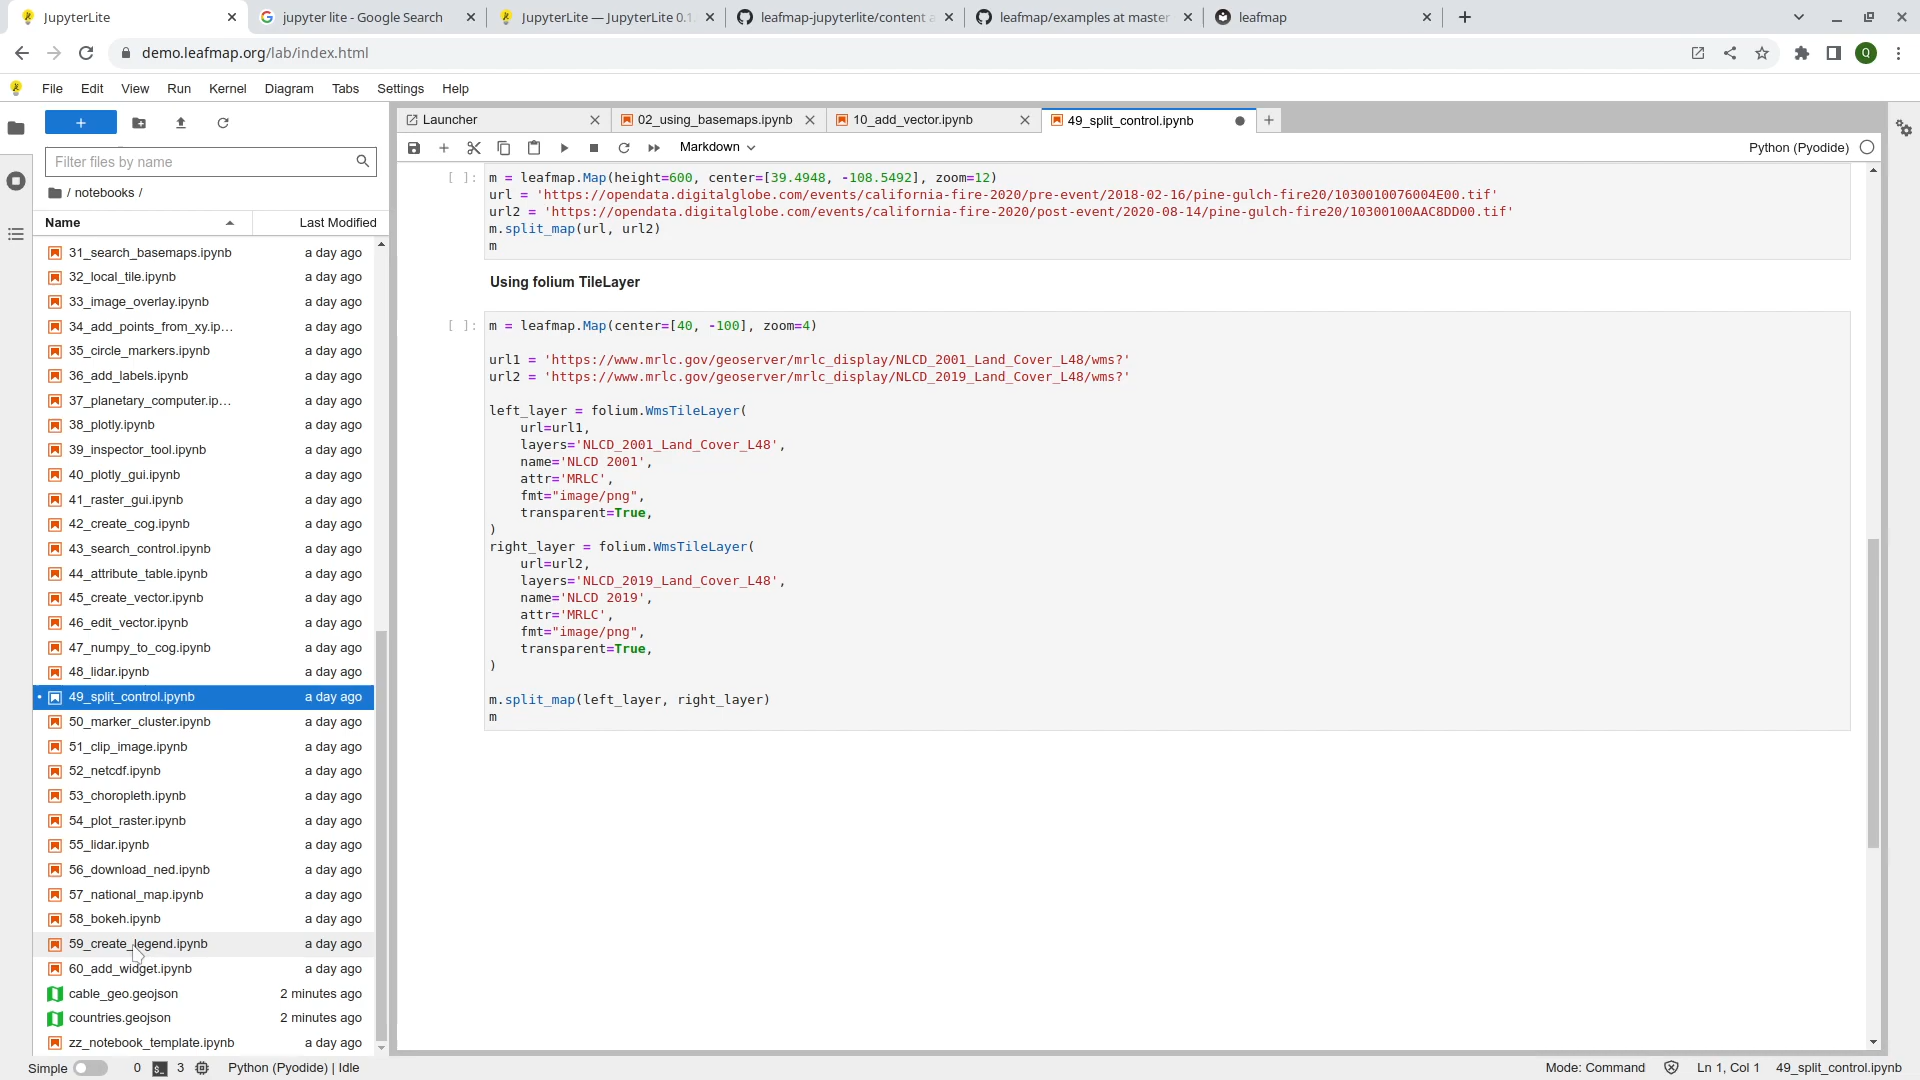 JupyterLite
jupyter lite - Google Search
JupyterLite — JupyterLite 0.1.
leafmap-jupyterlite/content a
leafmap/examples at master
leafmap
demo.leafmap.org/lab/index.html
Q
File Edit View Run Kernel Diagram Tabs Settings Help
Filter files by name
/ notebooks /
Name Last Modified
31_search_basemaps.ipynb a day ago
32_local_tile.ipynb a day ago
33_image_overlay.ipynb a day ago
34_add_points_from_xy.ip… a day ago
35_circle_markers.ipynb a day ago
36_add_labels.ipynb a day ago
37_planetary_computer.ip… a day ago
38_plotly.ipynb a day ago
39_inspector_tool.ipynb a day ago
40_plotly_gui.ipynb a day ago
41_raster_gui.ipynb a day ago
42_create_cog.ipynb a day ago
43_search_control.ipynb a day ago
44_attribute_table.ipynb a day ago
45_create_vector.ipynb a day ago
46_edit_vector.ipynb a day ago
47_numpy_to_cog.ipynb a day ago
48_lidar.ipynb a day ago
49_split_control.ipynb a day ago
50_marker_cluster.ipynb a day ago
51_clip_image.ipynb a day ago
52_netcdf.ipynb a day ago
53_choropleth.ipynb a day ago
54_plot_raster.ipynb a day ago
55_lidar.ipynb a day ago
56_download_ned.ipynb a day ago
57_national_map.ipynb a day ago
58_bokeh.ipynb a day ago
59_create_legend.ipynb a day ago
60_add_widget.ipynb a day ago
cable_geo.geojson 2 minutes ago
countries.geojson 2 minutes ago
zz_notebook_template.ipynb a day ago
Launcher
02_using_basemaps.ipynb
10_add_vector.ipynb
49_split_control.ipynb
Markdown
Python (Pyodide)
[ ]: m = leafmap.Map(height=600, center=[39.4948, -108.5492], zoom=12)
url = 'https://opendata.digitalglobe.com/events/california-fire-2020/pre-event/2018-02-16/pine-gulch-fire20/1030010076004E00.tif'
url2 = 'https://opendata.digitalglobe.com/events/california-fire-2020/post-event/2020-08-14/pine-gulch-fire20/10300100AAC8DD00.tif'
m.split_map(url, url2)
m
Using folium TileLayer
[ ]: m = leafmap.Map(center=[40, -100], zoom=4)
url1 = 'https://www.mrlc.gov/geoserver/mrlc_display/NLCD_2001_Land_Cover_L48/wms?'
url2 = 'https://www.mrlc.gov/geoserver/mrlc_display/NLCD_2019_Land_Cover_L48/wms?'
left_layer = folium.WmsTileLayer(
url=url1,
layers='NLCD_2001_Land_Cover_L48',
name='NLCD 2001',
attr='MRLC',
fmt="image/png",
transparent=True,
)
right_layer = folium.WmsTileLayer(
url=url2,
layers='NLCD_2019_Land_Cover_L48',
name='NLCD 2019',
attr='MRLC',
fmt="image/png",
transparent=True,
)
m.split_map(left_layer, right_layer)
m
Simple 0 3 Python (Pyodide) | Idle Mode: Command Ln 1, Col 1 49_split_control.ipynb